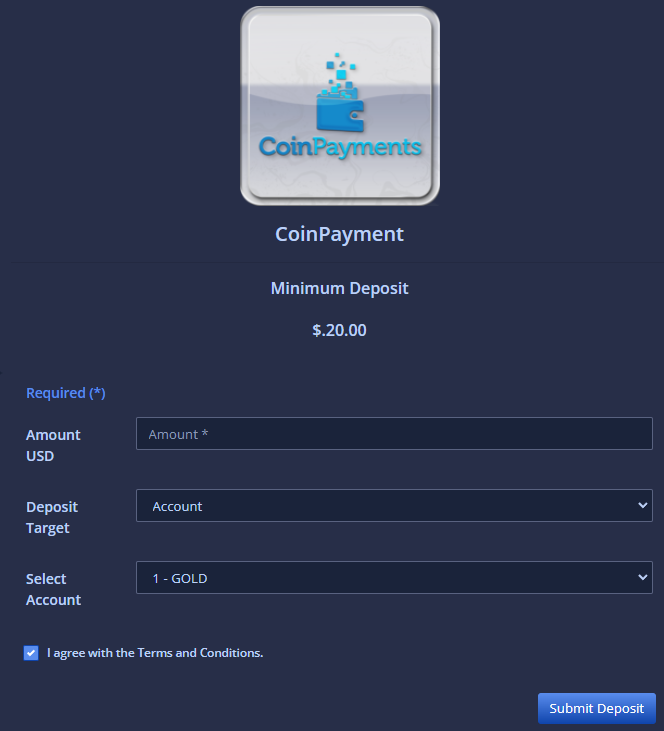 CoinPayments
CoinPayment
Minimum Deposit
$.20.00
Required (*)
Amount
USD
Amount *
Deposit
Target
Account
Select
Account
1 - GOLD
I agree with the Terms and Conditions.
Submit Deposit